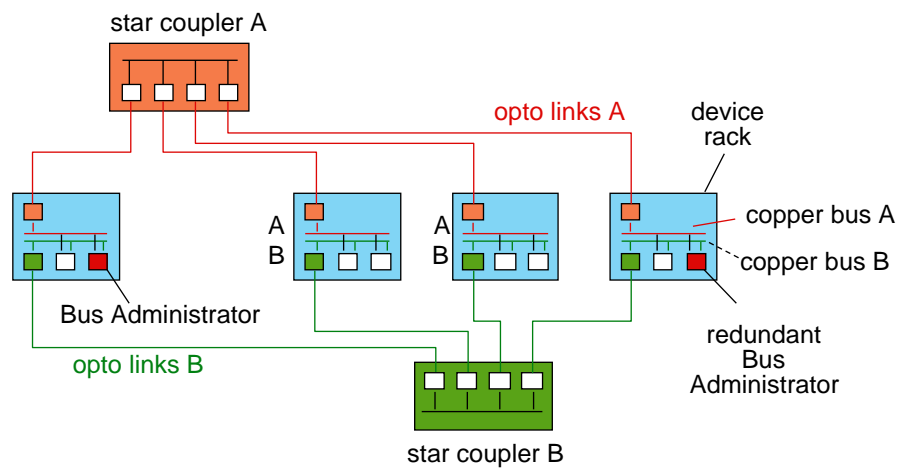 star coupler A
opto links A
device
rack
A
B
A
B
copper bus A
copper bus B
Bus Administrator
redundant
Bus
Administrator
opto links B
star coupler B